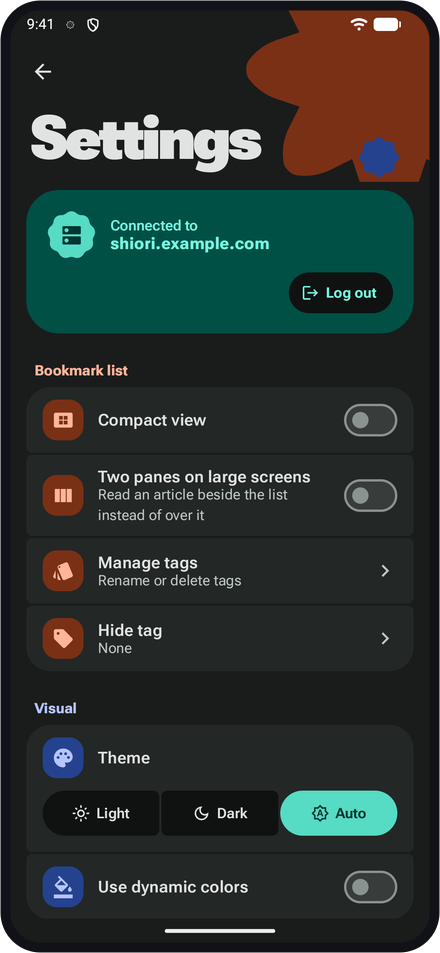 9:41
Settings
Connected to
shiori.example.com
Log out
Bookmark list
Compact view
Two panes on large screens
Read an article beside the list
instead of over it
Manage tags
Rename or delete tags
Hide tag
None
Visual
Theme
Light
Dark
A
Auto
Use dynamic colors